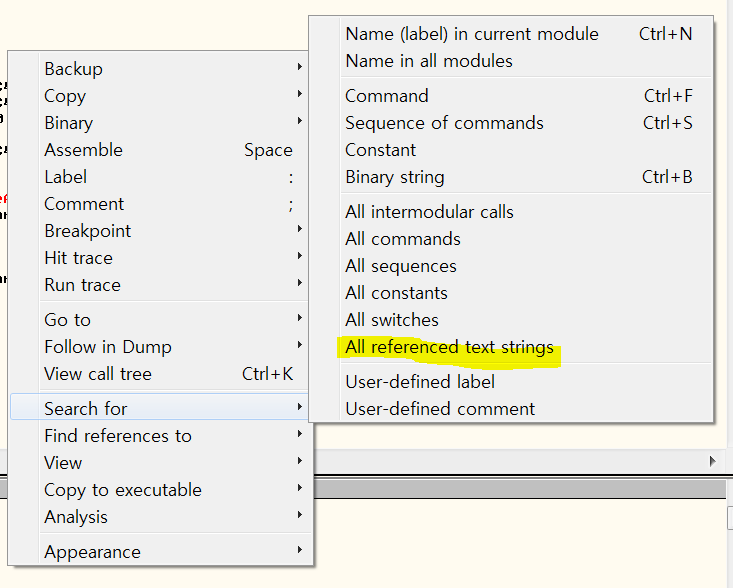 Backup
Copy
Binary
Assemble Space
Label :
Comment ;
Breakpoint
Hit trace
Run trace
Go to
Follow in Dump
View call tree Ctrl+K
Search for
Find references to
View
Copy to executable
Analysis
Appearance
Name (label) in current module Ctrl+N
Name in all modules
Command Ctrl+F
Sequence of commands Ctrl+S
Constant
Binary string Ctrl+B
All intermodular calls
All commands
All sequences
All constants
All switches
All referenced text strings
User-defined label
User-defined comment